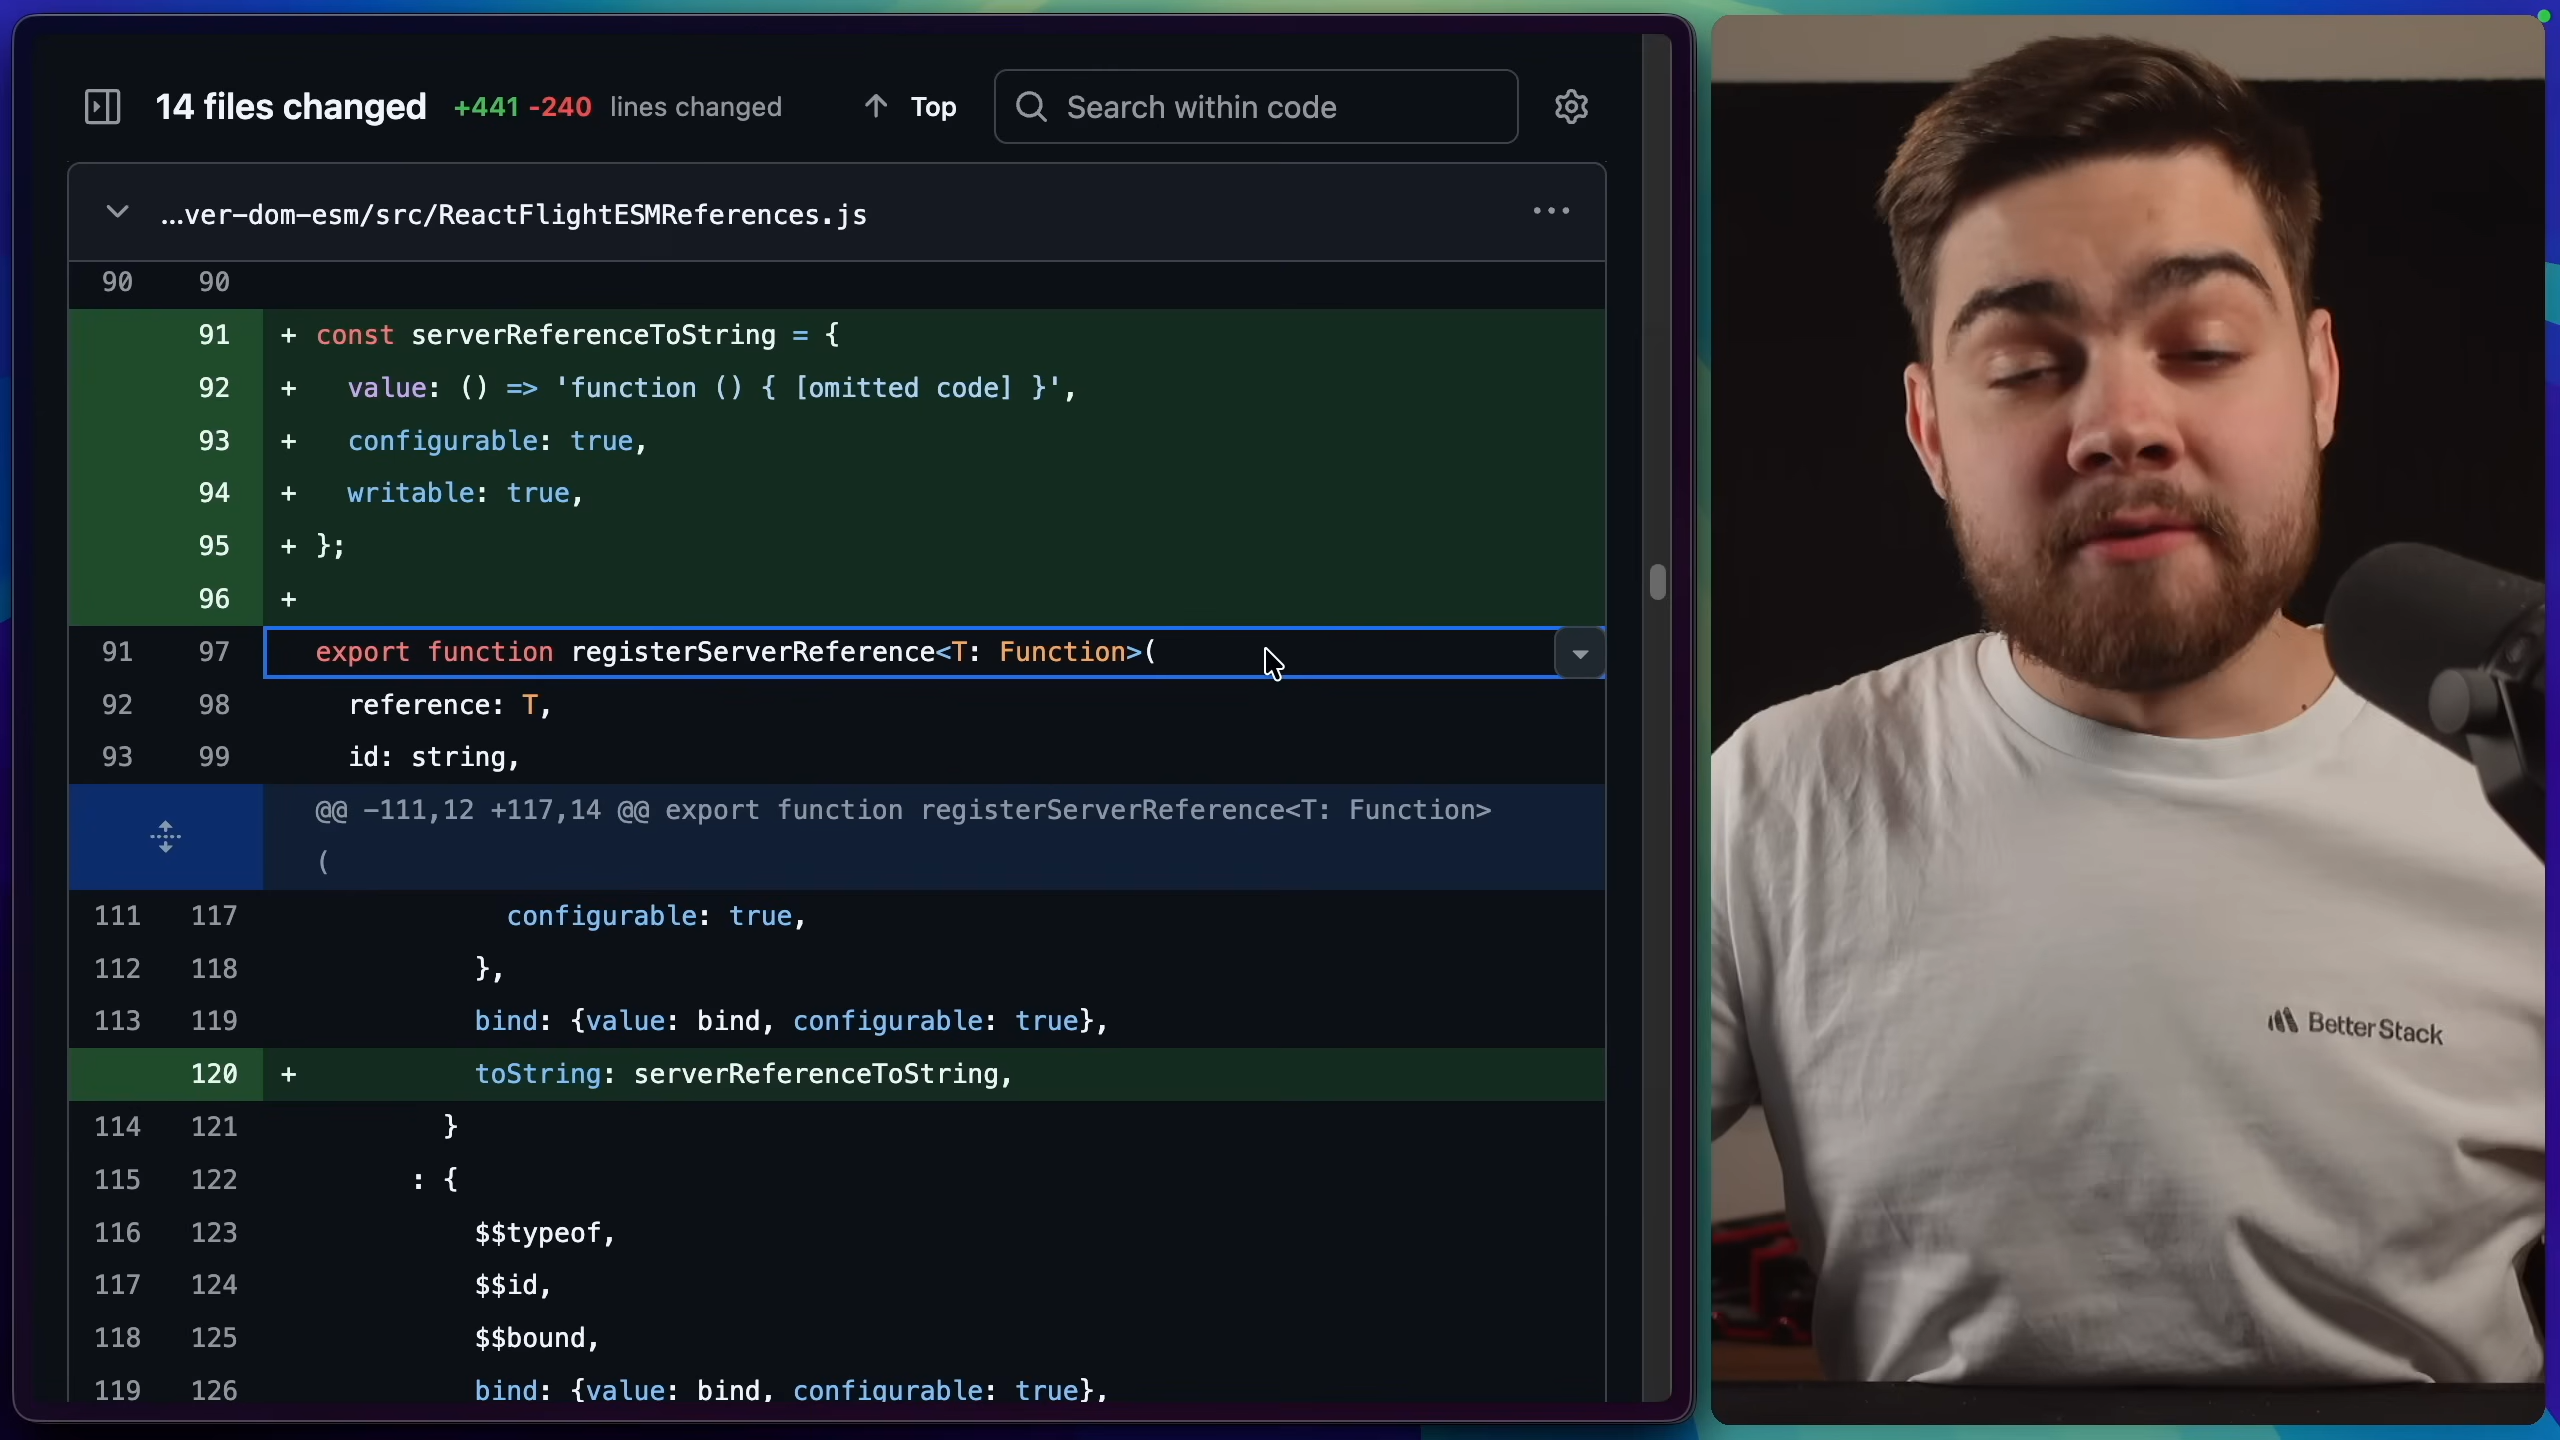 14 files changed +441 -240 lines changed Top Search within code
...ver-dom-esm/src/ReactFlightESMReferences.js
90 90
91 + const serverReferenceToString = {
92 + value: () => 'function () { [omitted code] }',
93 + configurable: true,
94 + writable: true,
95 + };
96 +
91 97 export function registerServerReference<T: Function>(
92 98 reference: T,
93 99 id: string,
@@ -111,12 +117,14 @@ export function registerServerReference<T: Function>
(
111 117 configurable: true,
112 118 },
113 119 bind: {value: bind, configurable: true},
120 + toString: serverReferenceToString,
114 121 }
115 122 : {
116 123 $$typeof,
117 124 $$id,
118 125 $$bound,
119 126 bind: {value: bind, configurable: true},
Better Stack